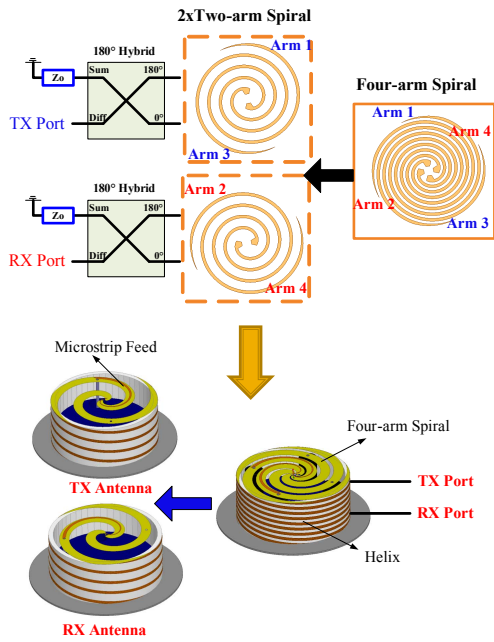 2xTwo-arm Spiral
180° Hybrid
Zo
Sum
180°
TX Port
Diff
0°
Arm 1
Arm 3
Four-arm Spiral
Arm 1
Arm 4
Arm 2
Arm 3
180° Hybrid
Zo
Sum
180°
RX Port
Diff
0°
Arm 2
Arm 4
Microstrip Feed
TX Antenna
RX Antenna
Four-arm Spiral
TX Port
RX Port
Helix